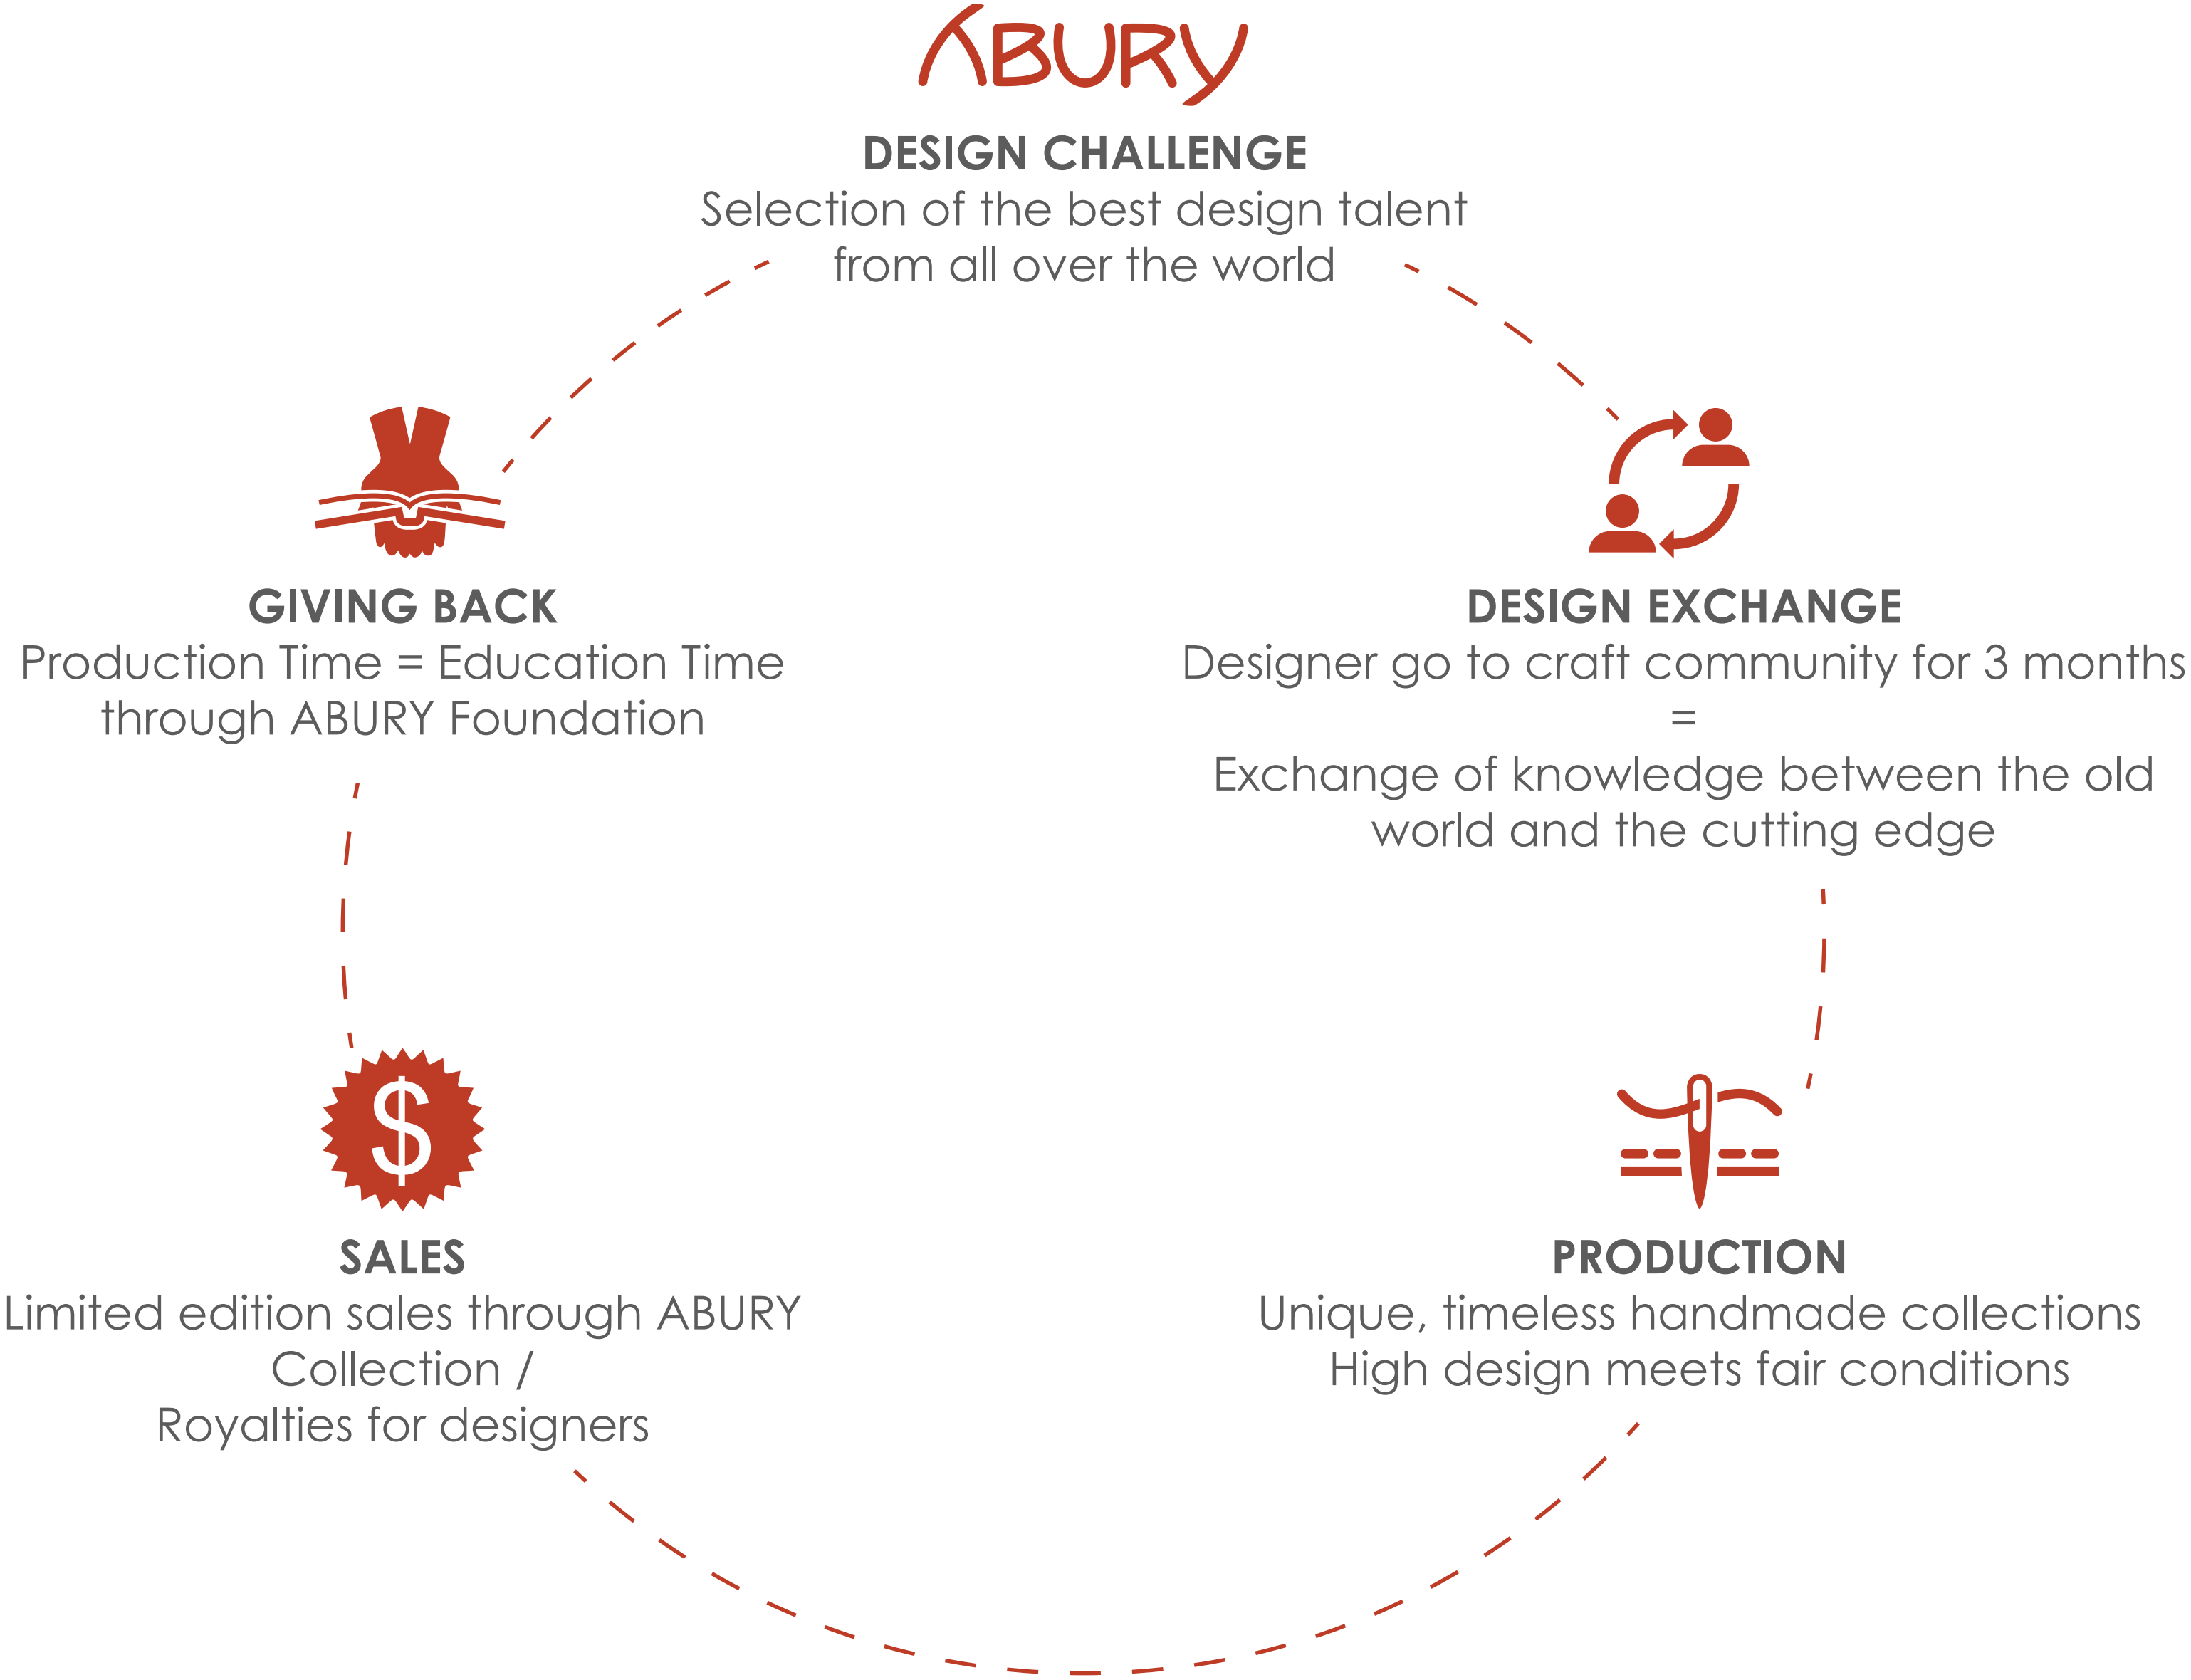 ABURY
DESIGN CHALLENGE
Selection of the best design talent
from all over the world
GIVING BACK
Production Time = Education Time
through ABURY Foundation
DESIGN EXCHANGE
Designer go to craft community for 3 months
=
Exchange of knowledge between the old
world and the cutting edge
$
SALES
Limited edition sales through ABURY
Collection /
Royalties for designers
PRODUCTION
Unique, timeless handmade collections
High design meets fair conditions